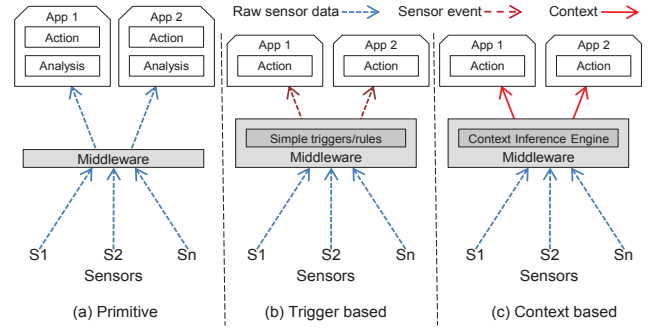 Raw sensor data Sensor event Context
App 1 App 2
Action Action
Analysis Analysis
Middleware
S1 S2 Sn
Sensors
(a) Primitive
App 1 App 2
Action Action
Simple triggers/rules
Middleware
S1 S2 Sn
Sensors
(b) Trigger based
App 1 App 2
Action Action
Context Inference Engine
Middleware
S1 S2 Sn
Sensors
(c) Context based